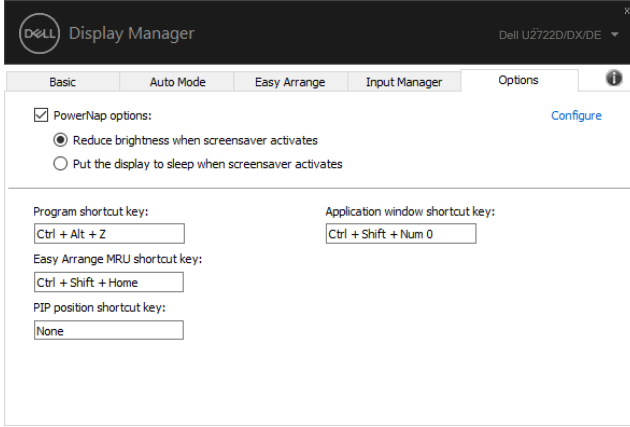 DELL Display Manager
Dell U2722D/DX/DE
Basic Auto Mode Easy Arrange Input Manager Options
PowerNap options: Configure
Reduce brightness when screensaver activates
Put the display to sleep when screensaver activates
Program shortcut key: Application window shortcut key:
Ctrl + Alt + Z Ctrl + Shift + Num 0
Easy Arrange MRU shortcut key:
Ctrl + Shift + Home
PIP position shortcut key:
None